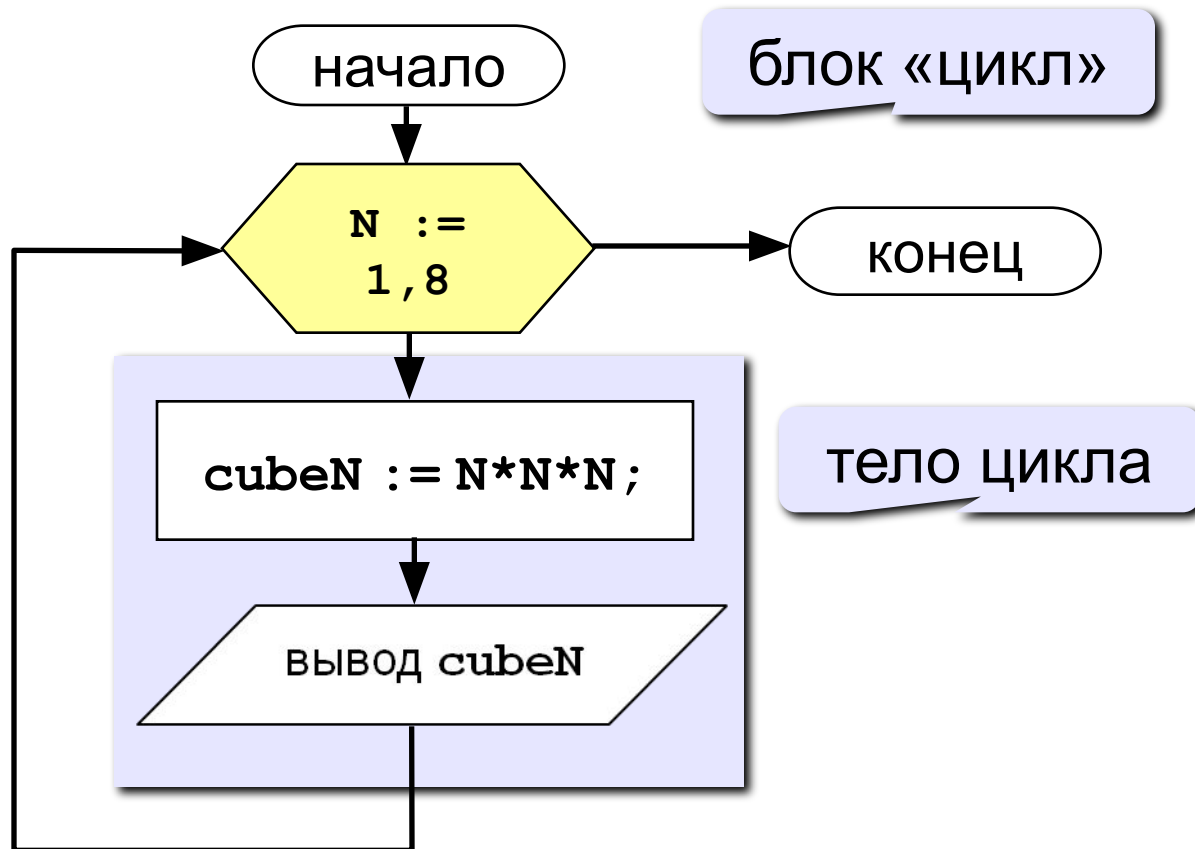 начало
блок «цикл»
N :=
1,8
конец
cubeN := N*N*N;
тело цикла
вывод cubeN